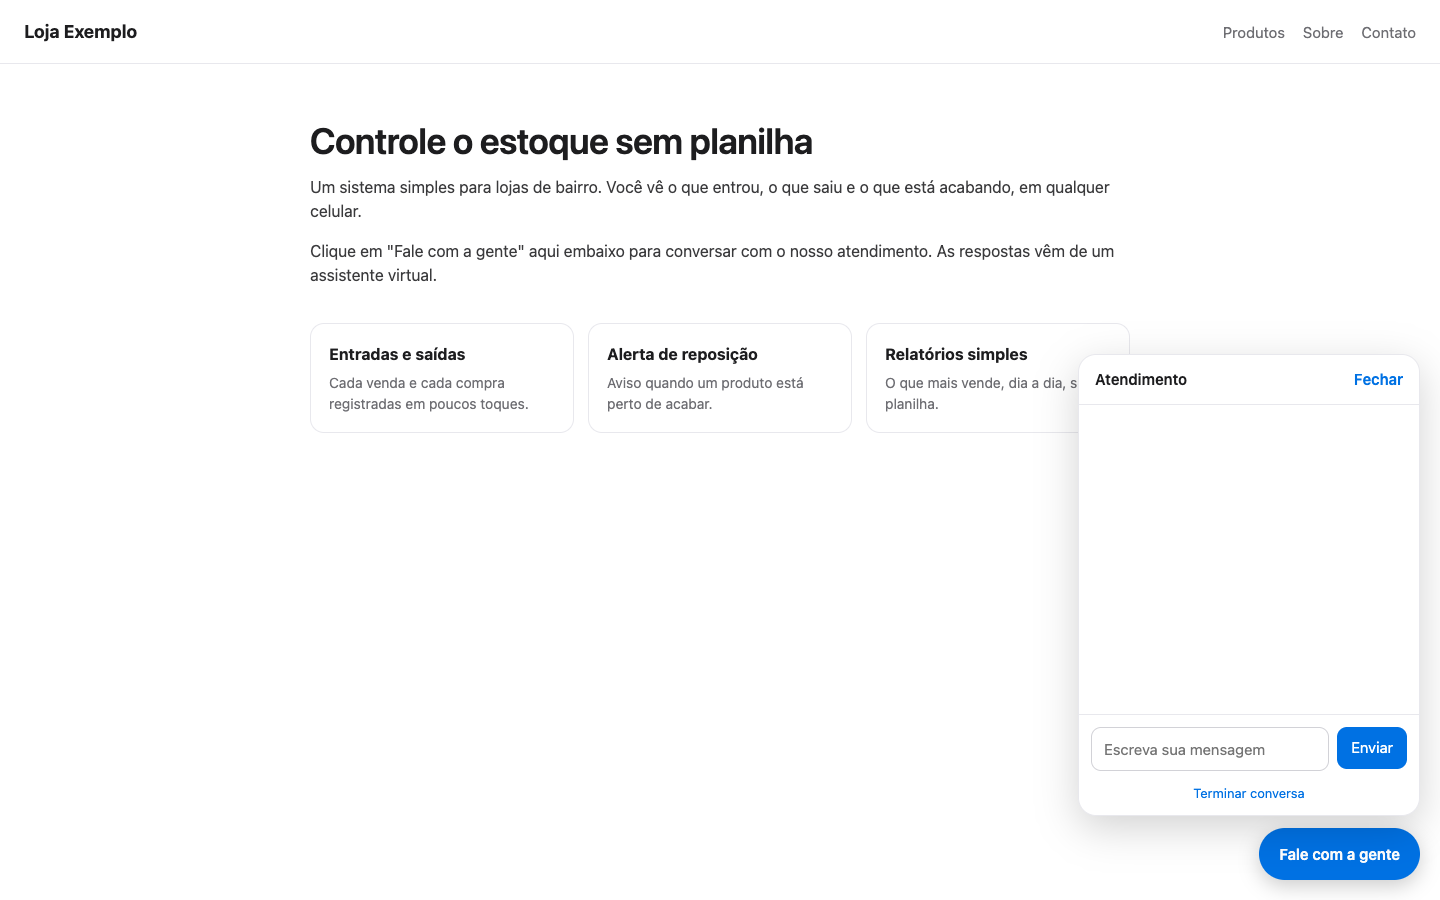 Loja Exemplo
Produtos Sobre Contato
Controle o estoque sem planilha
Um sistema simples para lojas de bairro. Você vê o que entrou, o que saiu e o que está acabando, em qualquer
celular.
Clique em "Fale com a gente" aqui embaixo para conversar com o nosso atendimento. As respostas vêm de um
assistente virtual.
Entradas e saídas
Cada venda e cada compra
registradas em poucos toques.
Alerta de reposição
Aviso quando um produto está
perto de acabar.
Relatórios simples
O que mais vende, dia a dia,
planilha.
Atendimento
Fechar
Escreva sua mensagem
Enviar
Terminar conversa
Fale com a gente